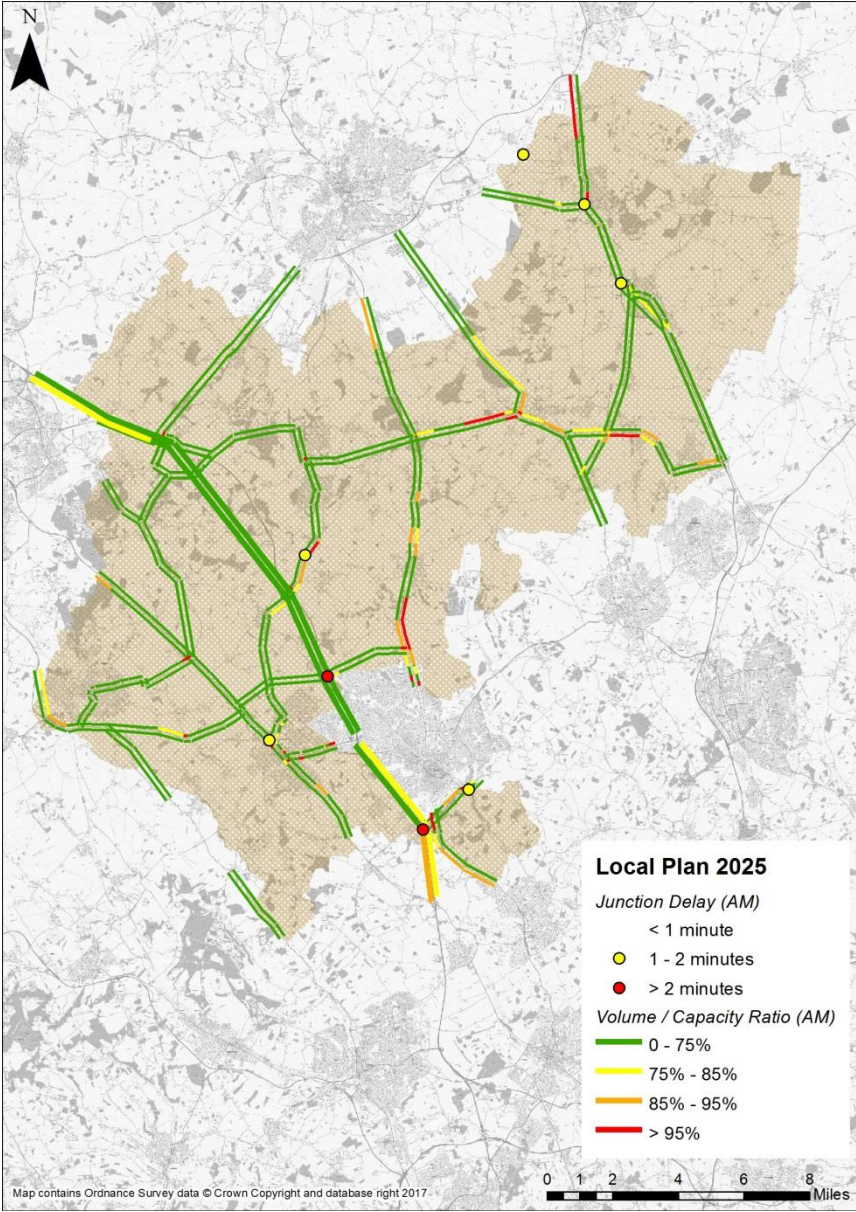 N
Local Plan 2025
Junction Delay (AM)
< 1 minute
1 - 2 minutes
> 2 minutes
Volume / Capacity Ratio (AM)
0 - 75%
75% - 85%
85% - 95%
> 95%
Map contains Ordnance Survey data © Crown Copyright and database right 2017
0 1 2 4 6 8
Miles